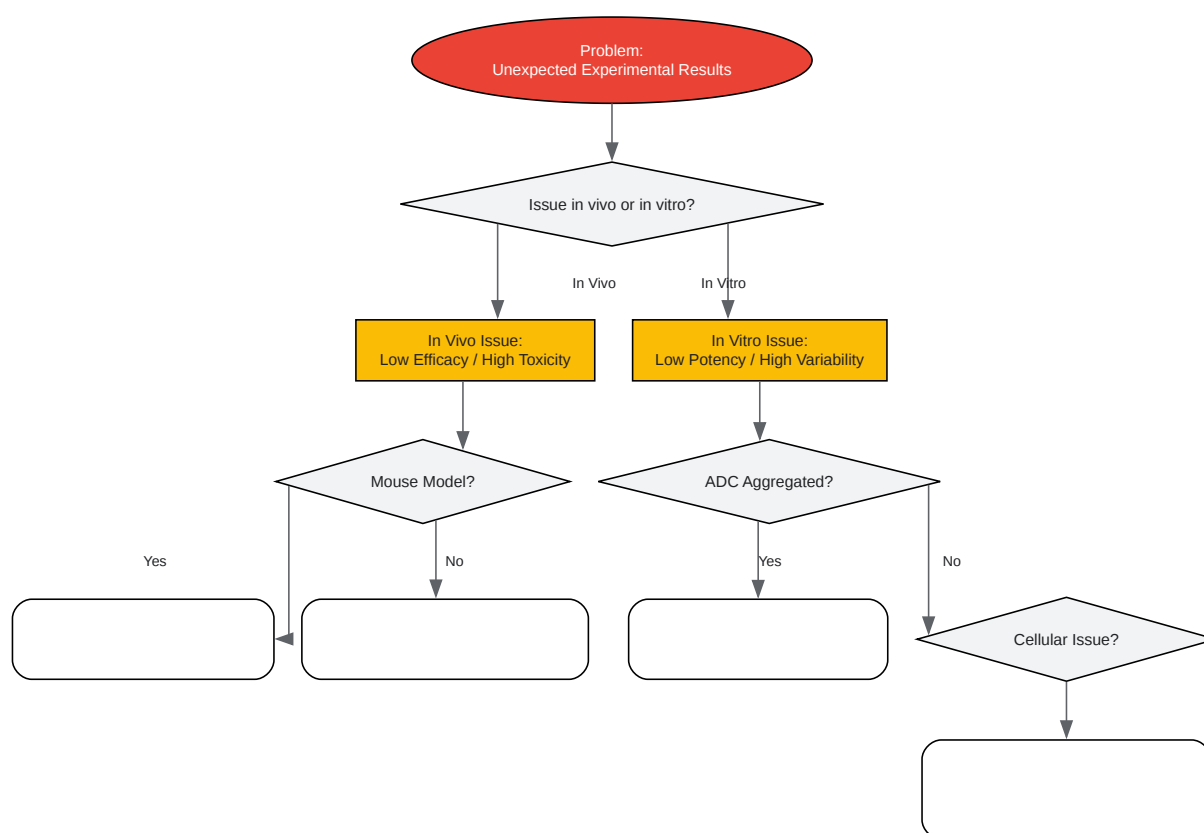 Problem:
Unexpected Experimental Results
Issue in vivo or in vitro?
In Vivo
In Vitro
In Vivo Issue:
Low Efficacy / High Toxicity
In Vitro Issue:
Low Potency / High Variability
Mouse Model?
ADC Aggregated?
Yes
No
Yes
No
Cellular Issue?